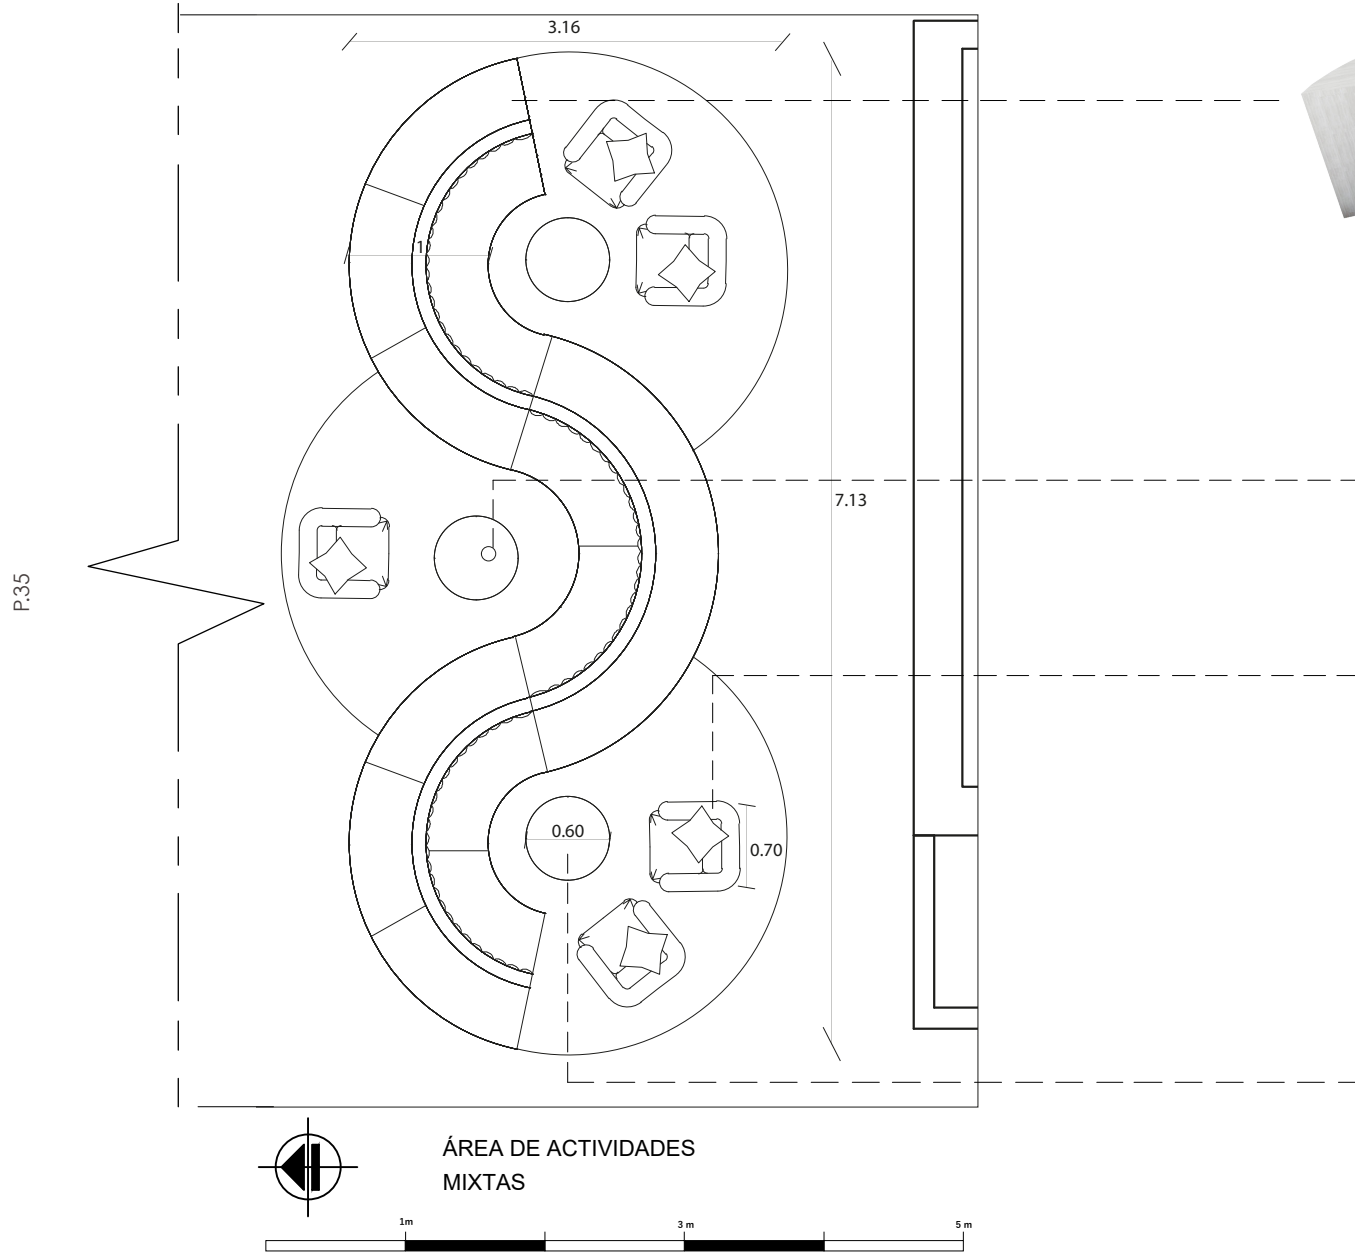 3.16
1
7.13
P.35
0.60
0.70
ÁREA DE ACTIVIDADES
MIXTAS
1m
3 m
5 m